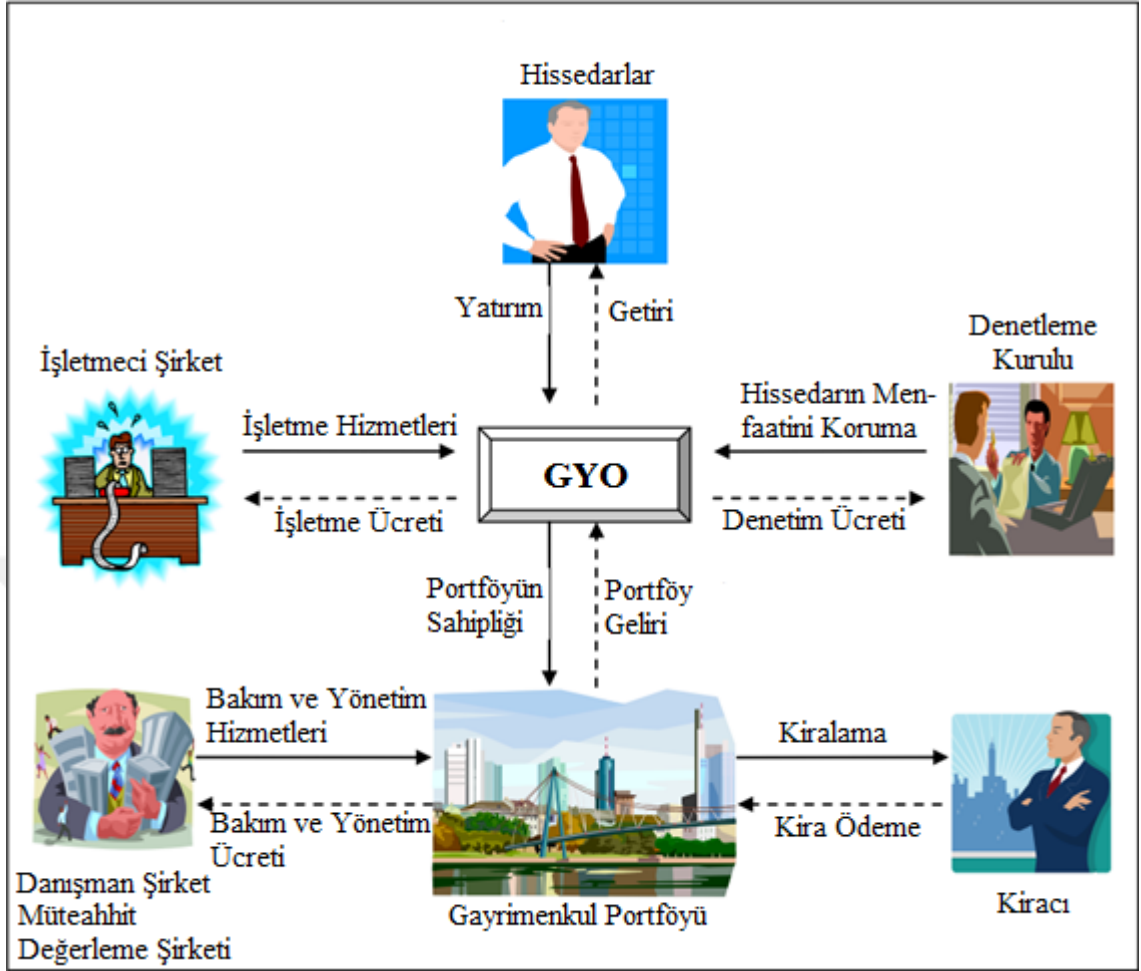 Hissedarlar
Yatırım
Getiri
İşletmeci Şirket
Denetleme
Kurulu
İşletme Hizmetleri
Hissedarın Men-
faatini Koruma
GYO
İşletme Ücreti
Denetim Ücreti
Portföyün
Sahipliği
Portföy
Geliri
Bakım ve Yönetim
Hizmetleri
Kiralama
Bakım ve Yönetim
Ücreti
Kira Ödeme
Danışman Şirket
Müteahhit
Değerleme Şirketi
Gayrimenkul Portföyü
Kiracı